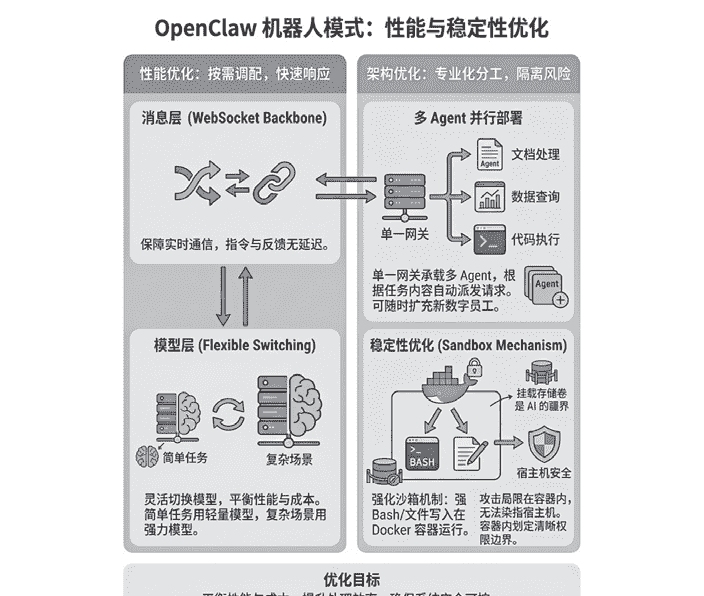 OpenClaw 机器人模式：性能与稳定性优化
性能优化：按需调配，快速响应
消息层 (WebSocket Backbone)
保障实时通信，指令与反馈无延迟。
模型层 (Flexible Switching)
简单任务
复杂场景
灵活切换模型，平衡性能与成本。
简单任务用轻量模型，复杂场景用
强力模型。
架构优化：专业化分工，隔离风险
多 Agent 并行部署
单一网关
Agent
文档处理
数据查询
代码执行
单一网关承载多 Agent，根
据任务内容自动派发请求。
可随时扩充新数字员工。
Agent
稳定性优化 (Sandbox Mechanism)
挂载存储卷
是 AI 的疆界
BASH
宿主机安全
强化沙箱机制：强
Bash/文件写入在
Docker 容器运行。
攻击局限在容器内，
无法染指宿主机。
容器内划定清晰权
限边界。
优化目标